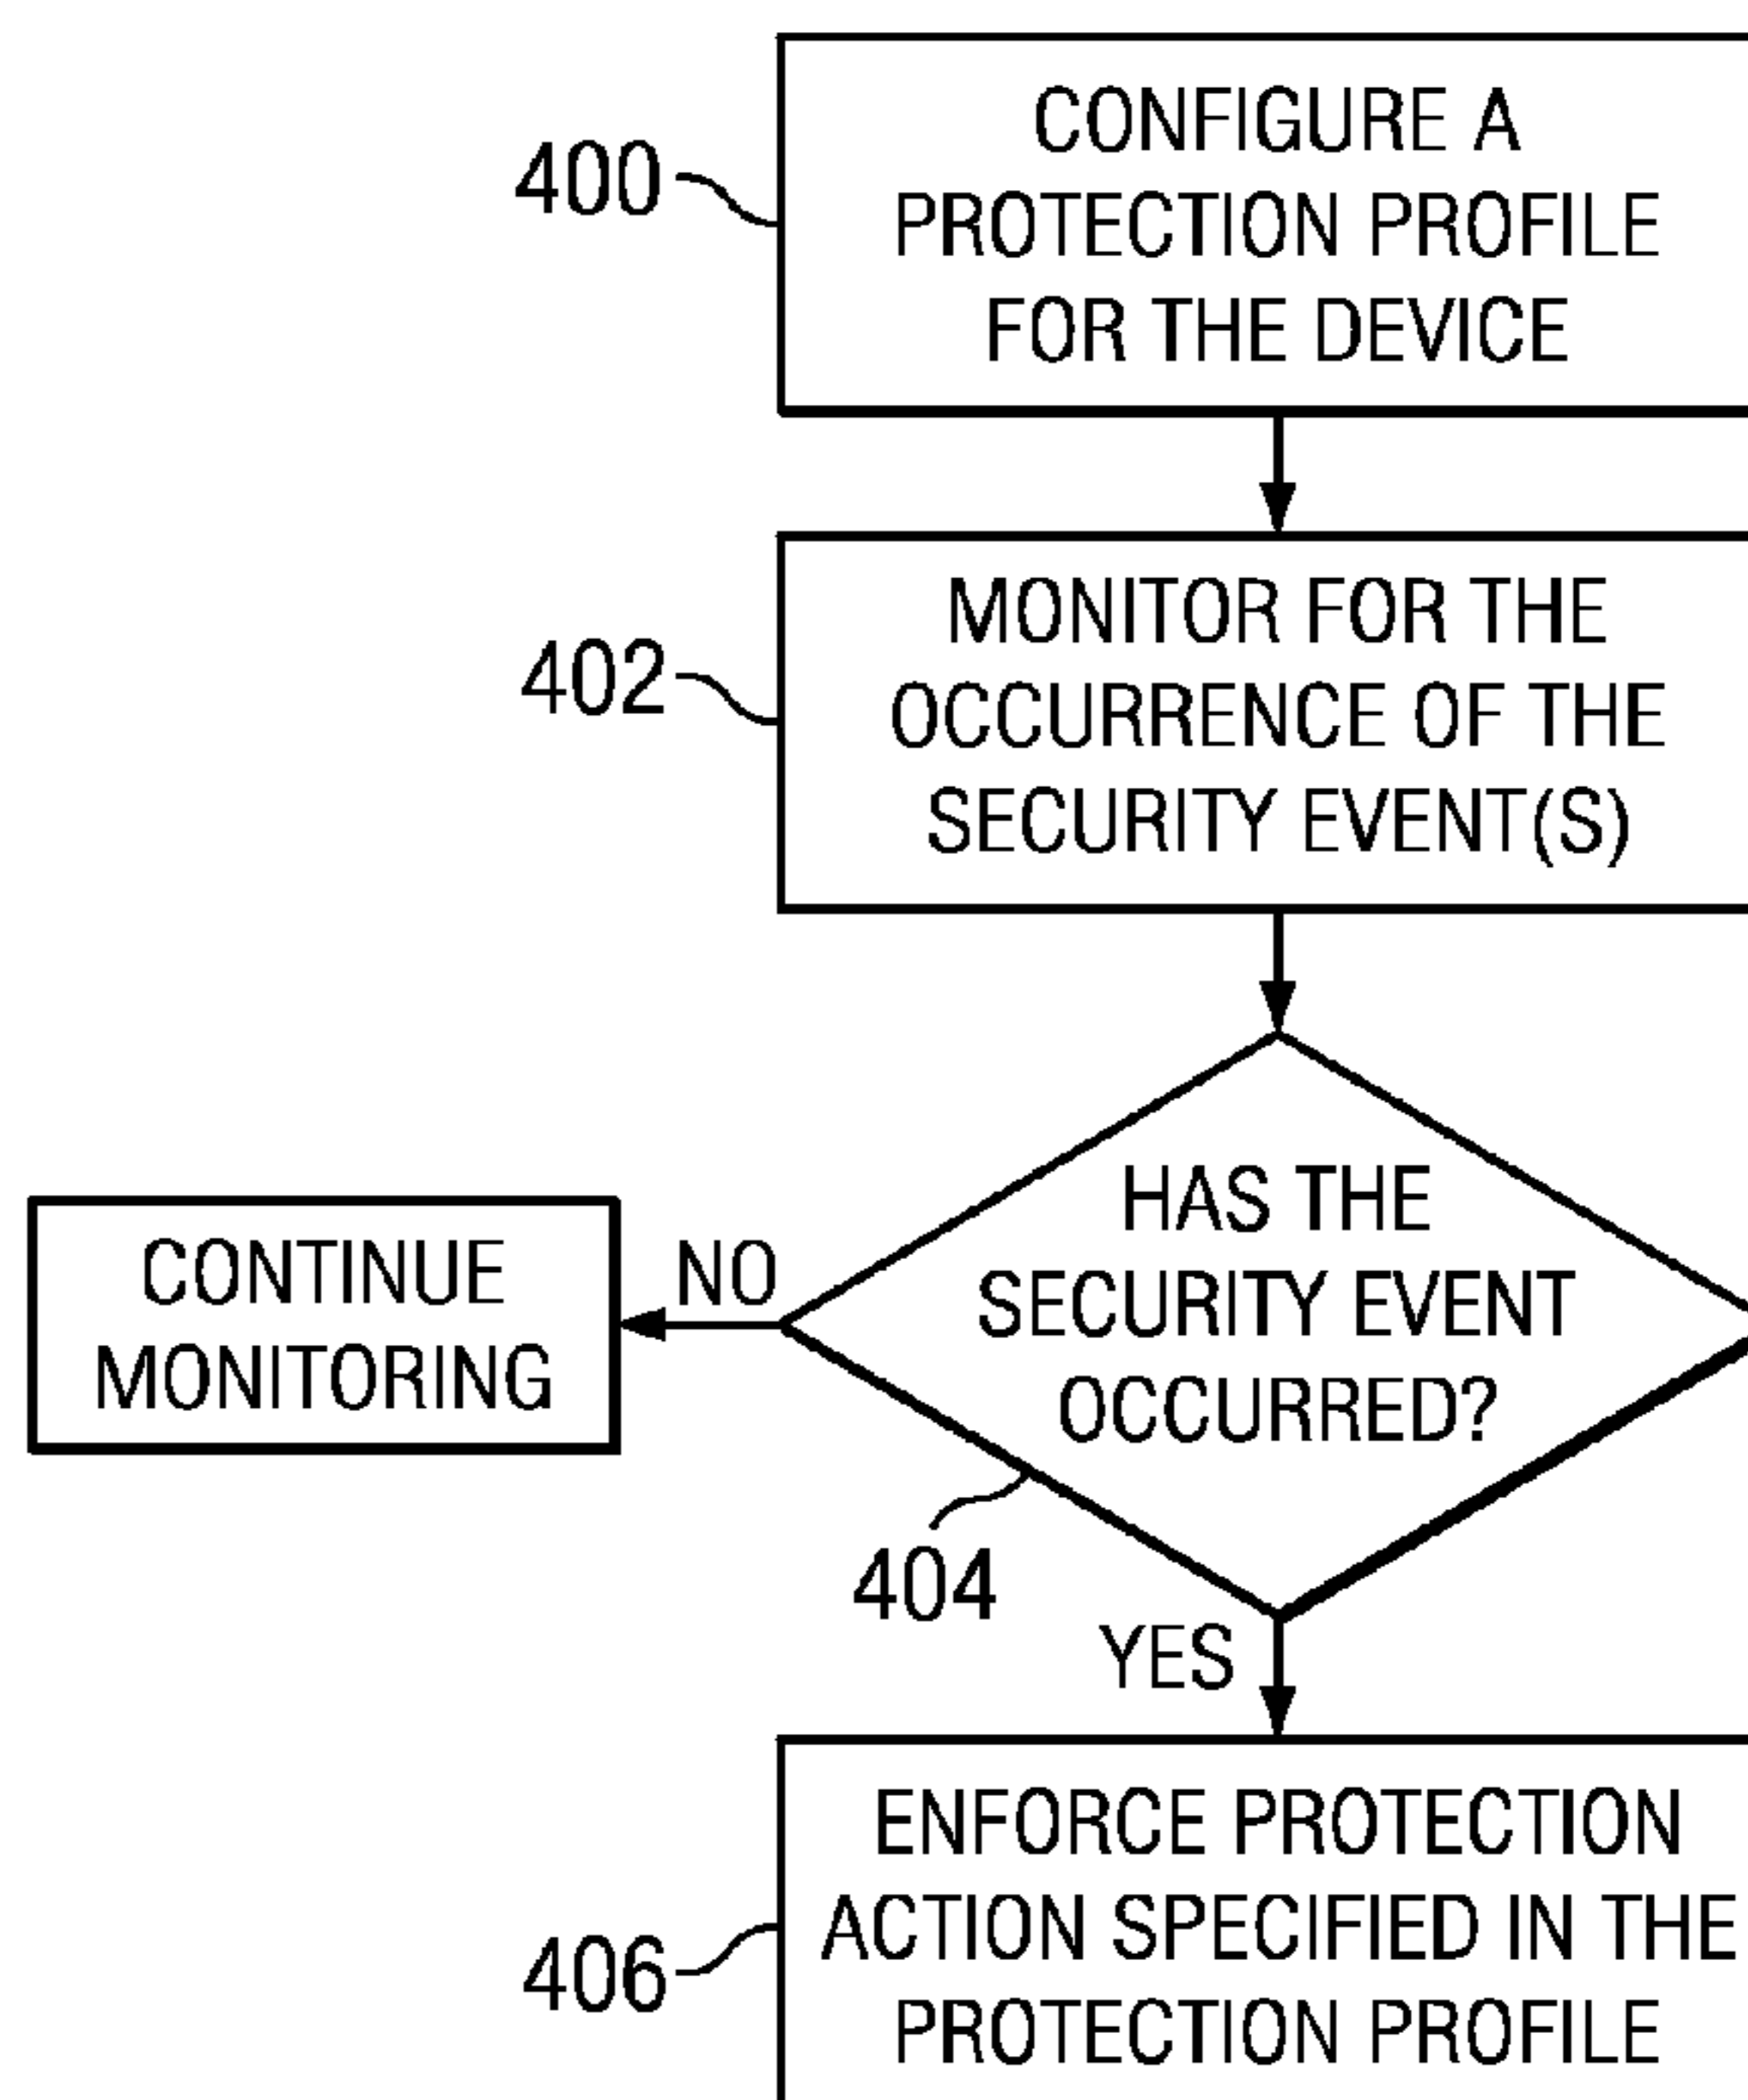 400
CONFIGURE A
PROTECTION PROFILE
FOR THE DEVICE
402
MONITOR FOR THE
OCCURRENCE OF THE
SECURITY EVENT(S)
HAS THE
SECURITY EVENT
OCCURRED?
404
NO
CONTINUE
MONITORING
YES
406
ENFORCE PROTECTION
ACTION SPECIFIED IN THE
PROTECTION PROFILE